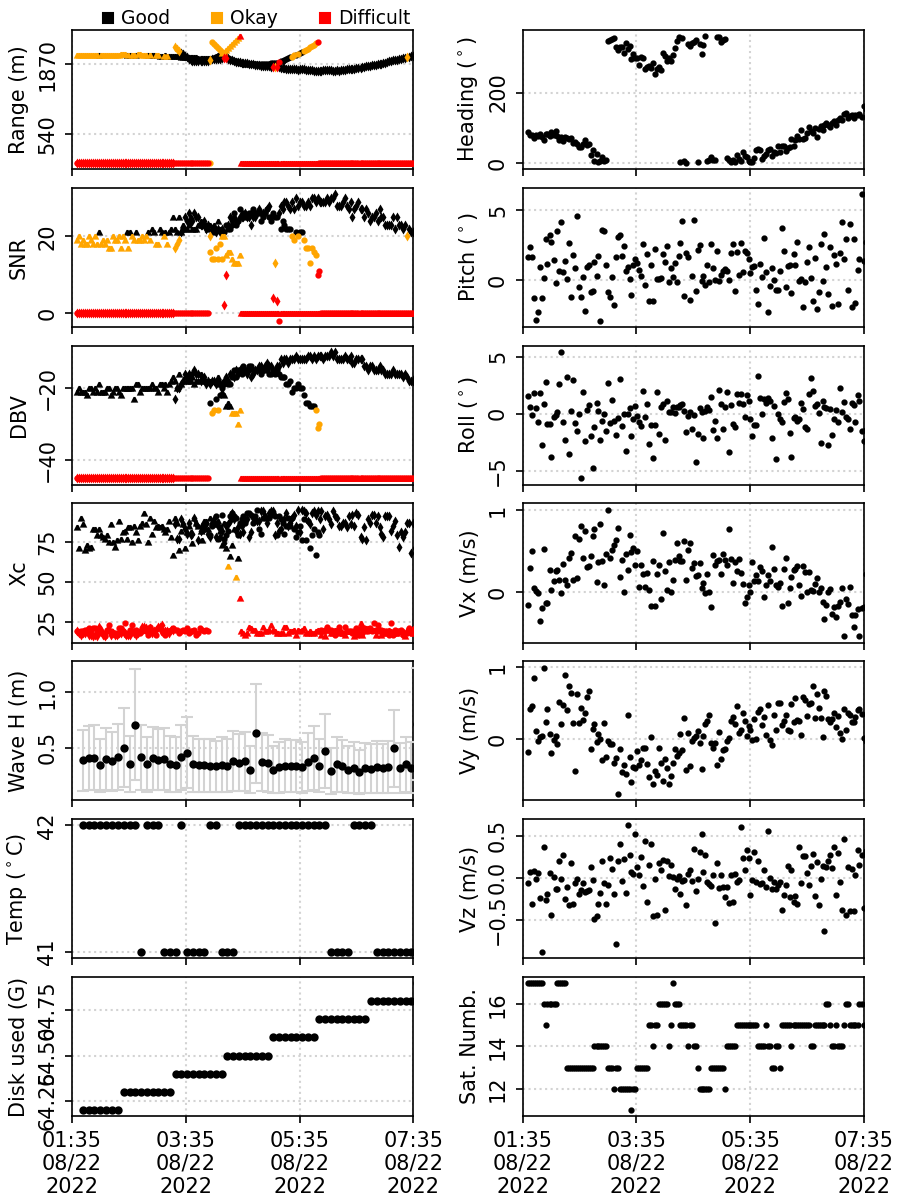 Good Okay Difficult
Range (m)
1870
540
Heading (°)
200
0
SNR
20
0
Pitch (°)
5
0
DBV
−20
−40
Roll (°)
5
0
−5
Xc
75
50
25
Vx (m/s)
1
0
Wave H (m)
1.0
0.5
Vy (m/s)
1
0
Temp (°C)
42
41
Vz (m/s)
0.5
0.0
−0.5
Disk used (G)
64.75
64.50
64.25
Sat. Numb.
16
14
12
01:35 03:35 05:35 07:35 01:35 03:35 05:35 07:35
08/22 08/22 08/22 08/22 08/22 08/22 08/22 08/22
2022 2022 2022 2022 2022 2022 2022 2022